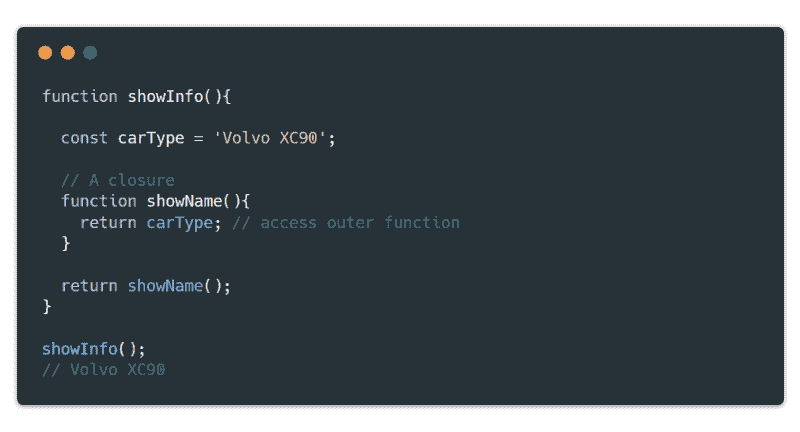 function showInfo(){
const carType = 'Volvo XC90';
// A closure
function showName(){
return carType; // access outer function
}
return showName();
}
showInfo();
// Volvo XC90